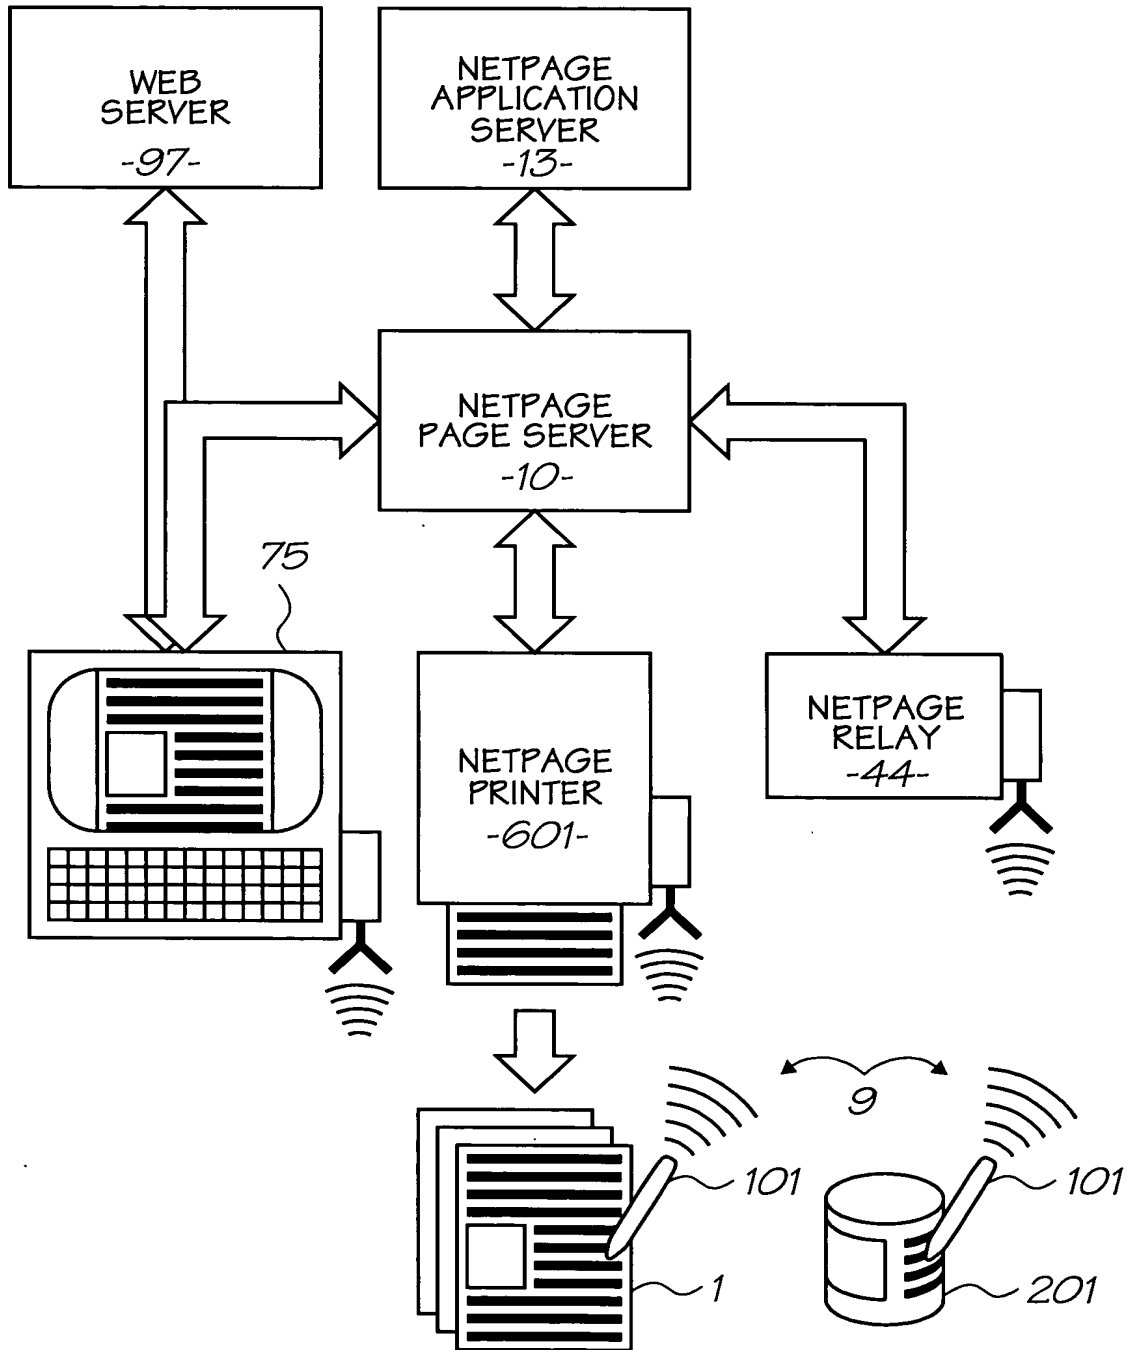 WEB
SERVER
-97-
NETPAGE
APPLICATION
SERVER
-13-
NETPAGE
PAGE SERVER
-10-
75
NETPAGE
PRINTER
-601-
NETPAGE
RELAY
-44-
9
101
101
1
201